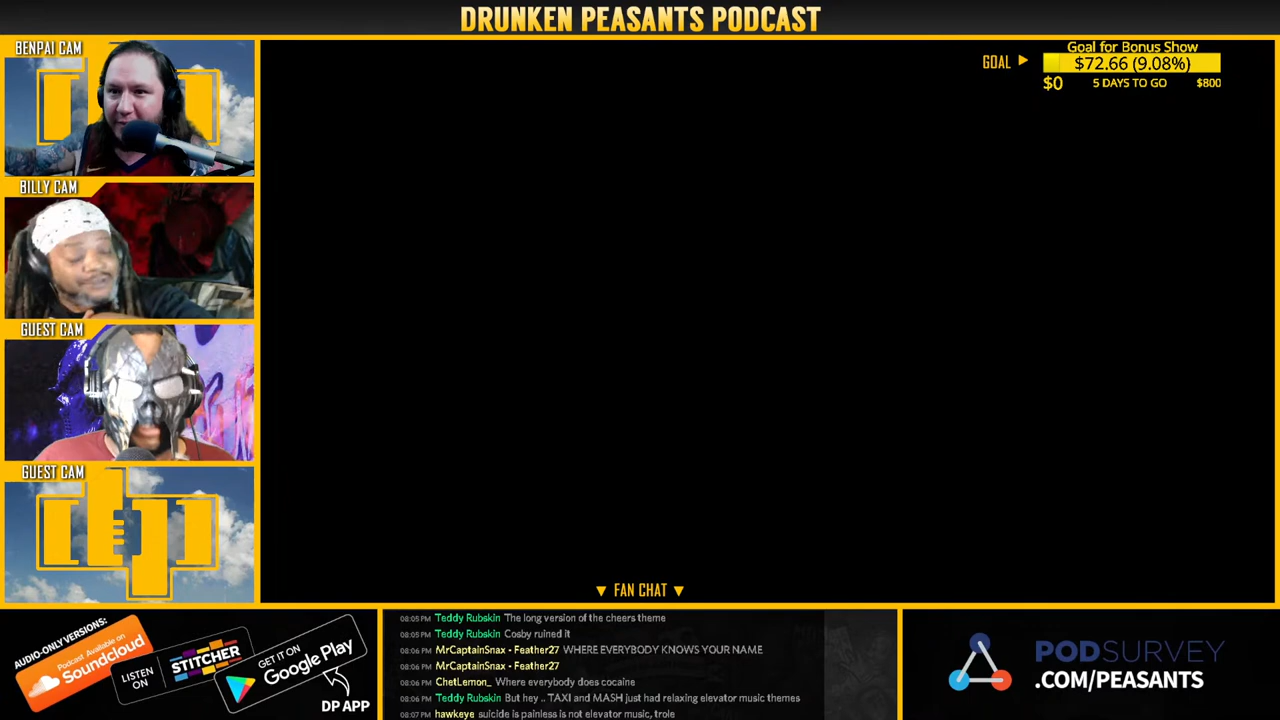 DRUNKEN PEASANTS PODCAST
BENPAI CAM
BILLY CAM
GUEST CAM
GUEST CAM
GOAL ▶
Goal for Bonus Show
$72.66 (9.08%)
$0
5 DAYS TO GO
$800
▼ FAN CHAT ▼
08:05 PM Teddy Rubskin The long version of the cheers theme
08:05 PM Teddy Rubskin Cosby ruined it
08:06 PM MrCaptainSnax - Feather27 WHERE EVERYBODY KNOWS YOUR NAME
08:06 PM MrCaptainSnax - Feather27
08:06 PM ChetLemon_ Where everybody does cocaine
08:06 PM Teddy Rubskin But hey .. TAXI and MASH just had relaxing elevator music themes
08:07 PM hawkeye suicide is painless is not elevator music, trole
AUDIO-ONLY VERSIONS:
Podcast Available on
Soundcloud
LISTEN
ON
STITCHER
GET IT ON
Google Play
DP APP
PODSURVEY
.COM/PEASANTS